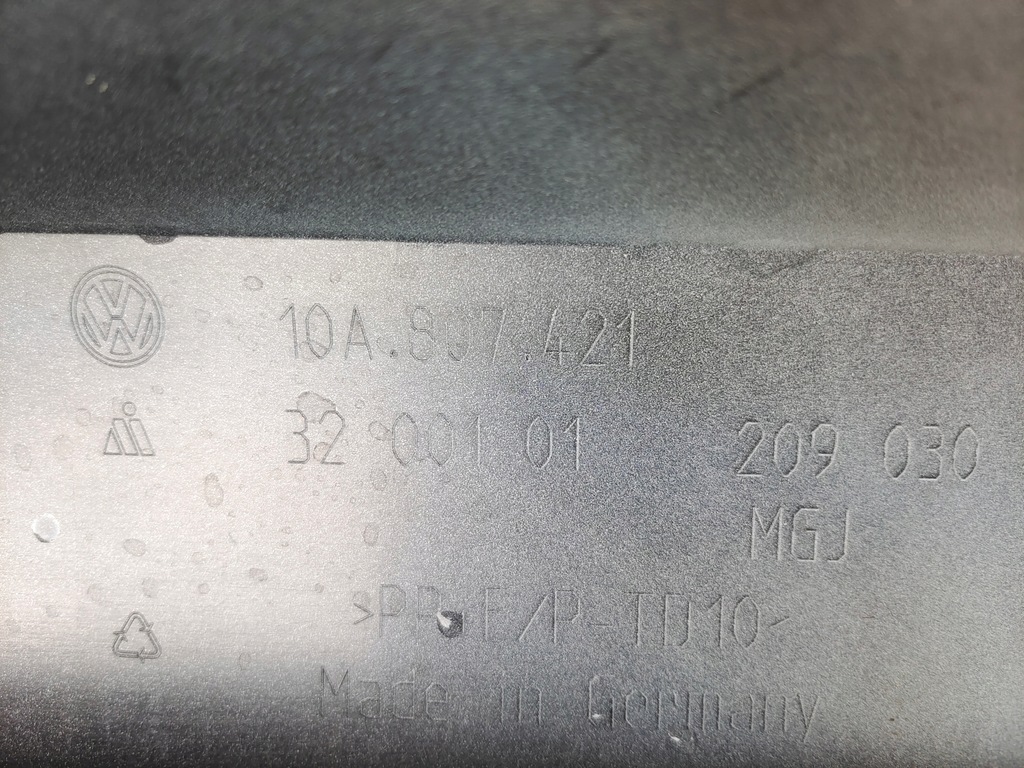 10A.807.421
32 001 01 209 030
MGJ
>PP+E/P-TD10<
Made in Germany